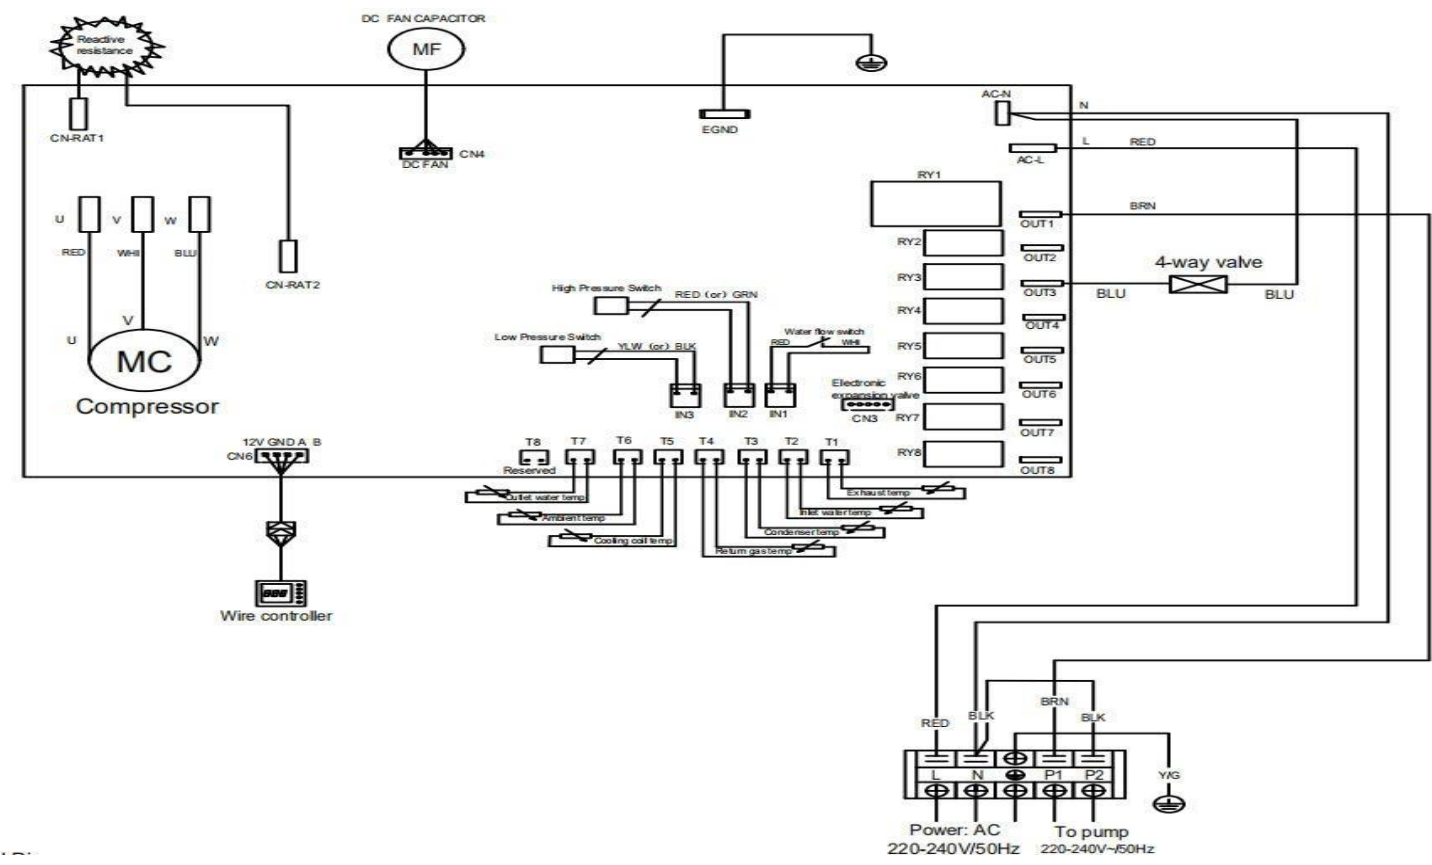 DC FAN CAPACITOR
Reactive
resistance
MF
AC-N
N
CN-RAT1
EGND
CN4
DC FAN
L
RED
AC-L
RY1
BRN
OUT1
U
V
W
RED
WHI
BLU
RY2
OUT2
4-way valve
RY3
CN-RAT2
OUT3
BLU
BLU
High Pressure Switch
RED (or) GRN
RY4
OUT4
V
Low Pressure Switch
Water flow switch
U
W
YLW (or) BLK
RED
WHI
RY5
OUT5
MC
RY6
Electronic
expansion valve
OUT6
Compressor
IN3
IN2
IN1
CN3
RY7
OUT7
12V GND A B
CN6
T8
T7
T6
T5
T4
T3
T2
T1
RY8
Reserved
OUT8
Outlet water temp
Exhaust temp
Ambient temp
Inlet water temp
Cooling coil temp
Condenser temp
Return gas temp
Wire controller
RED
BLK
BRN
BLK
L
N
P1
P2
Y/G
Power: AC
220-240V/50Hz
To pump
220-240V~/50Hz